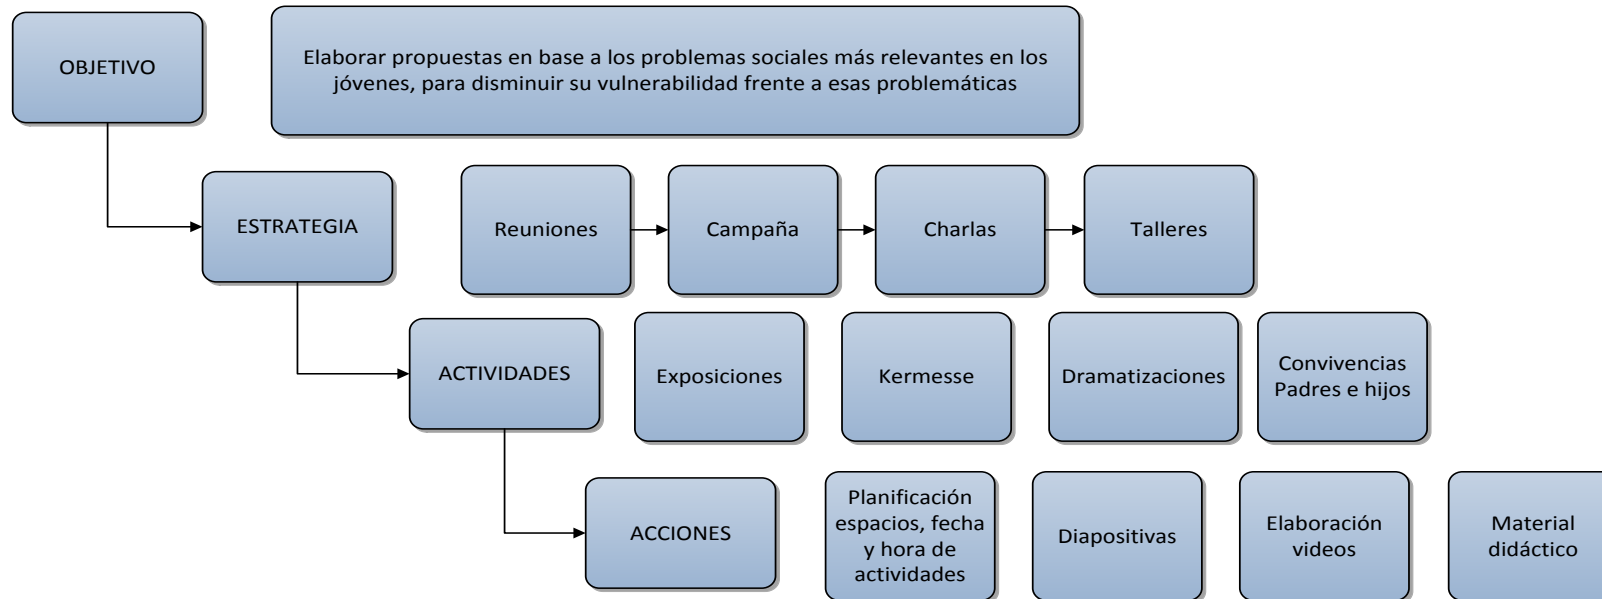 OBJETIVO
Elaborar propuestas en base a los problemas sociales más relevantes en los
jóvenes, para disminuir su vulnerabilidad frente a esas problemáticas
ESTRATEGIA
Reuniones
Campaña
Charlas
Talleres
ACTIVIDADES
Exposiciones
Kermesse
Dramatizaciones
Convivencias
Padres e hijos
ACCIONES
Planificación
espacios, fecha
y hora de
actividades
Diapositivas
Elaboración
videos
Material
didáctico